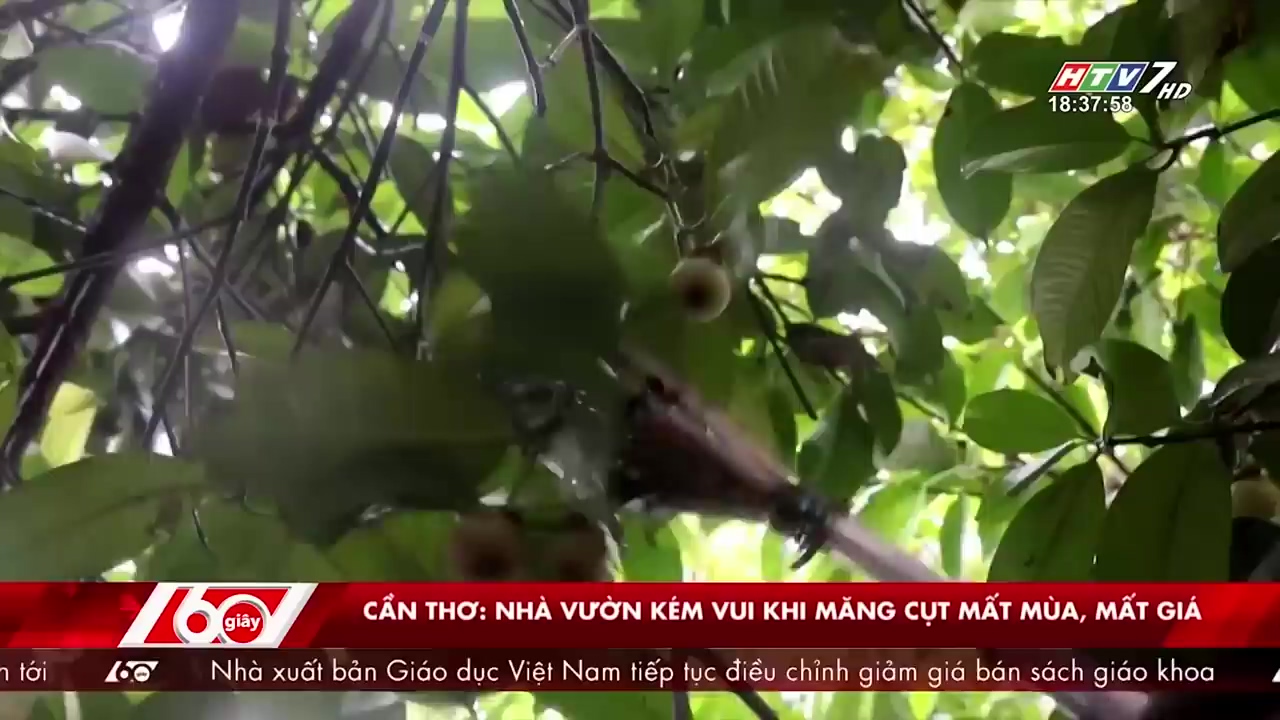 HTV7 HD
18:37:58
60 giây
CẦN THƠ: NHÀ VƯỜN KÉM VUI KHI MĂNG CỤT MẤT MÙA, MẤT GIÁ
tới 60 giây Nhà xuất bản Giáo dục Việt Nam tiếp tục điều chỉnh giảm giá bán sách giáo khoa